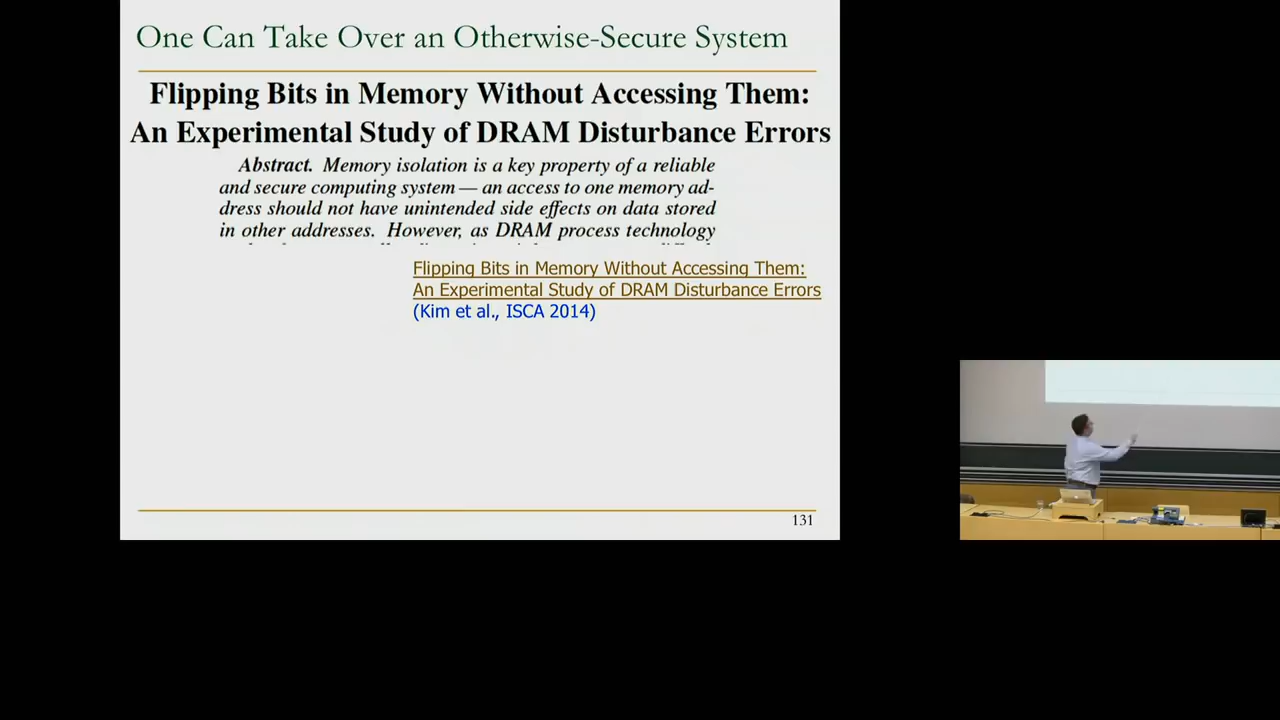 One Can Take Over an Otherwise-Secure System
Flipping Bits in Memory Without Accessing Them:
An Experimental Study of DRAM Disturbance Errors
Abstract. Memory isolation is a key property of a reliable
and secure computing system — an access to one memory ad-
dress should not have unintended side effects on data stored
in other addresses. However, as DRAM process technology
Flipping Bits in Memory Without Accessing Them:
An Experimental Study of DRAM Disturbance Errors
(Kim et al., ISCA 2014)
131